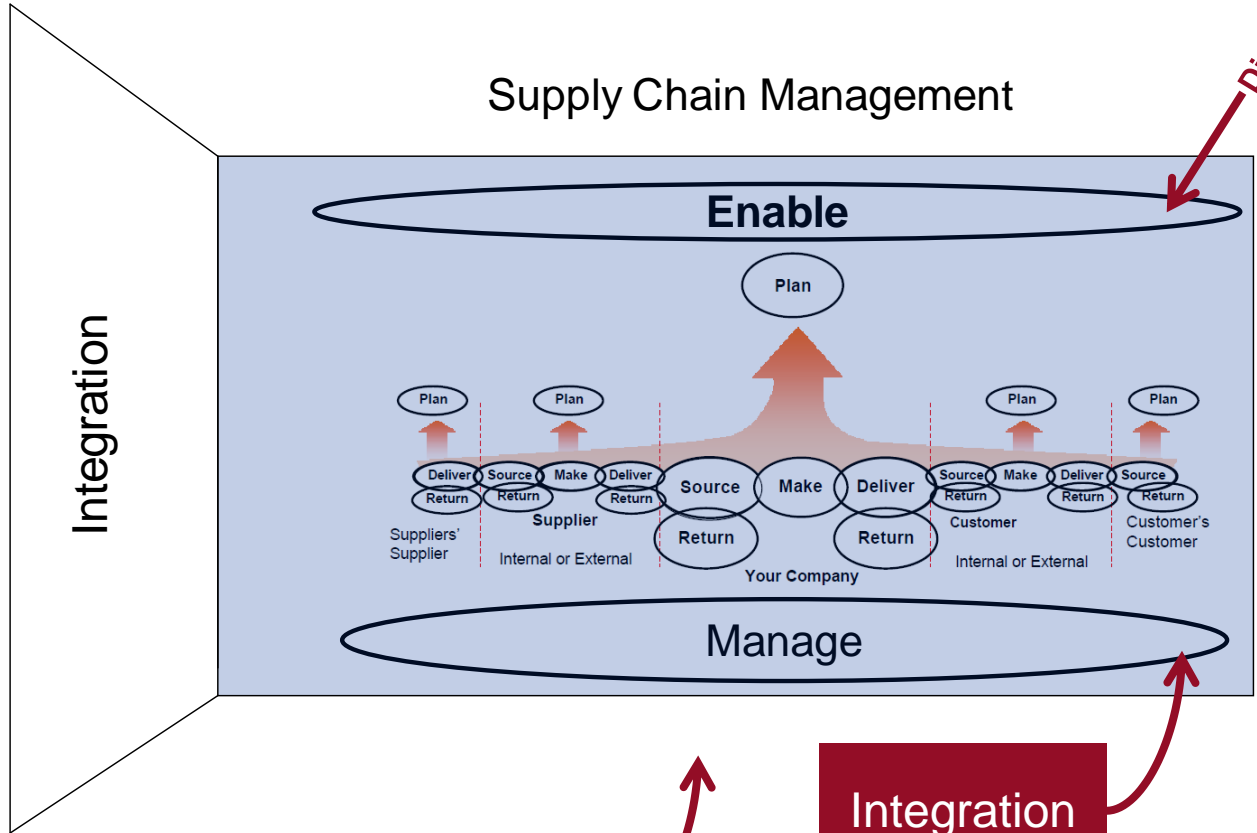 Supply Chain Management
Integration
Enable
Plan
Plan
Plan
Plan
Plan
Deliver
Source
Make
Deliver
Source
Make
Deliver
Source
Make
Deliver
Source
Return
Return
Return
Return
Return
Return
Return
Return
Suppliers'
Supplier
Supplier
Internal or External
Your Company
Customer
Internal or External
Customer's
Customer
Manage
Integration